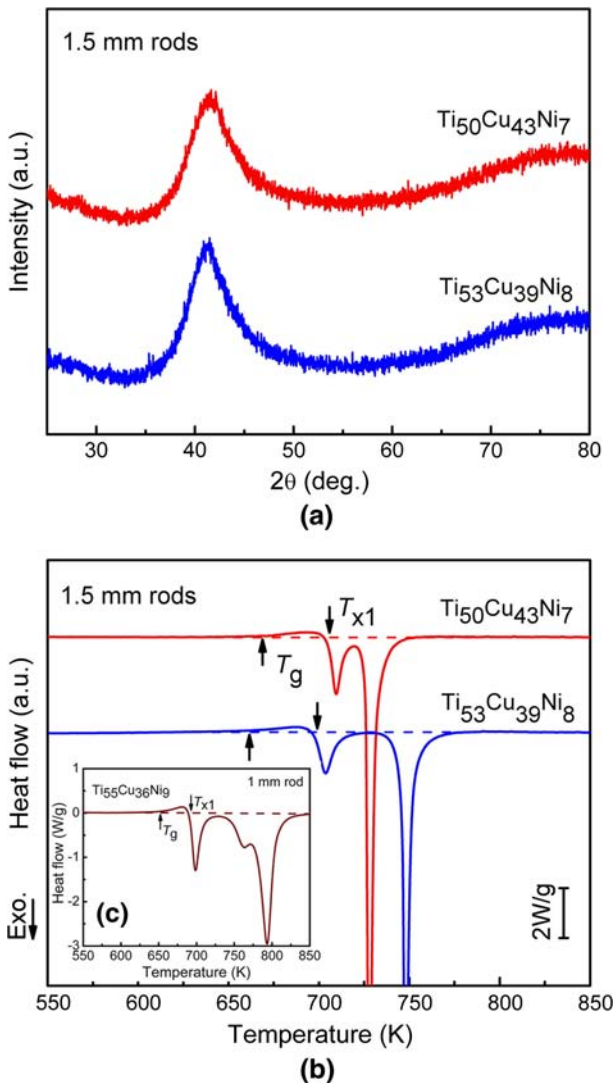 1.5 mm rods
Ti50Cu43Ni7
Ti53Cu39Ni8
Intensity (a.u.)
30 40 50 60 70 80
2θ (deg.)
(a)
1.5 mm rods
Ti50Cu43Ni7
Tx1
Tg
Ti53Cu39Ni8
Heat flow (a.u.)
Exo.
2W/g
Ti55Cu36Ni9
1 mm rod
Tx1
Tg
Heat flow (W/g)
1
0
-1
-2
-3
(c)
550 600 650 700 750 800 850
Temperature (K)
550 600 650 700 750 800 850
Temperature (K)
(b)